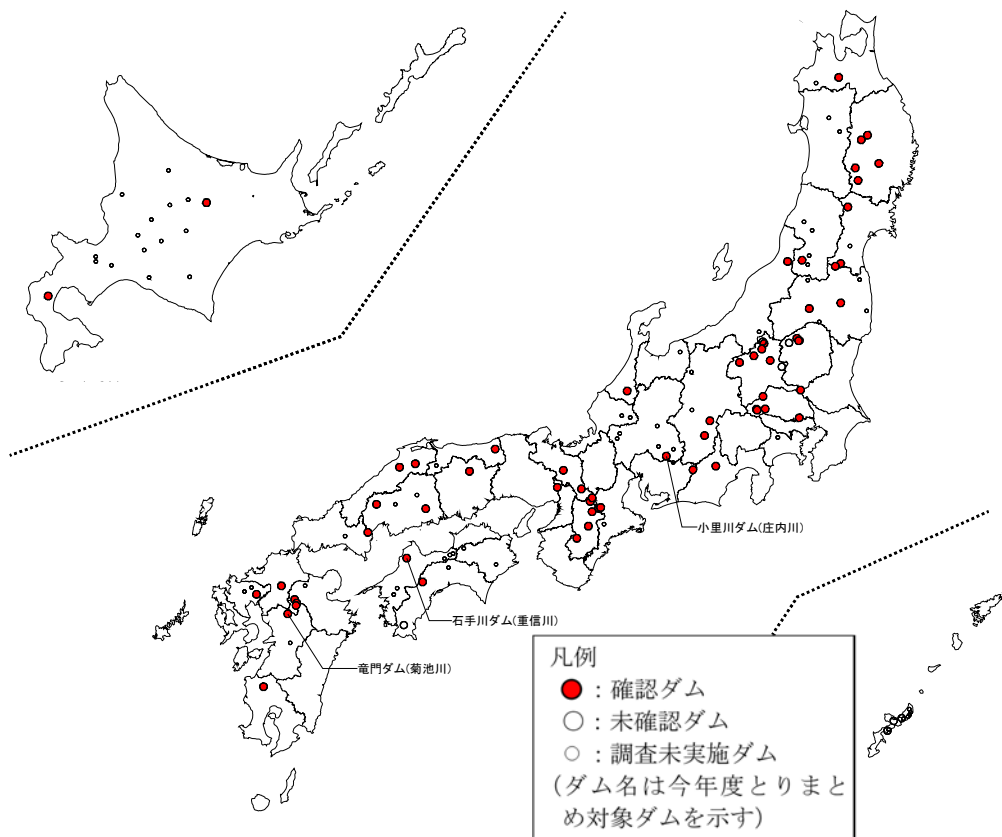 小里川ダム(庄内川)
石手川ダム(重信川)
竜門ダム(菊池川)
凡例
：確認ダム
：未確認ダム
：調査未実施ダム
(ダム名は今年度とりまと
め対象ダムを示す)